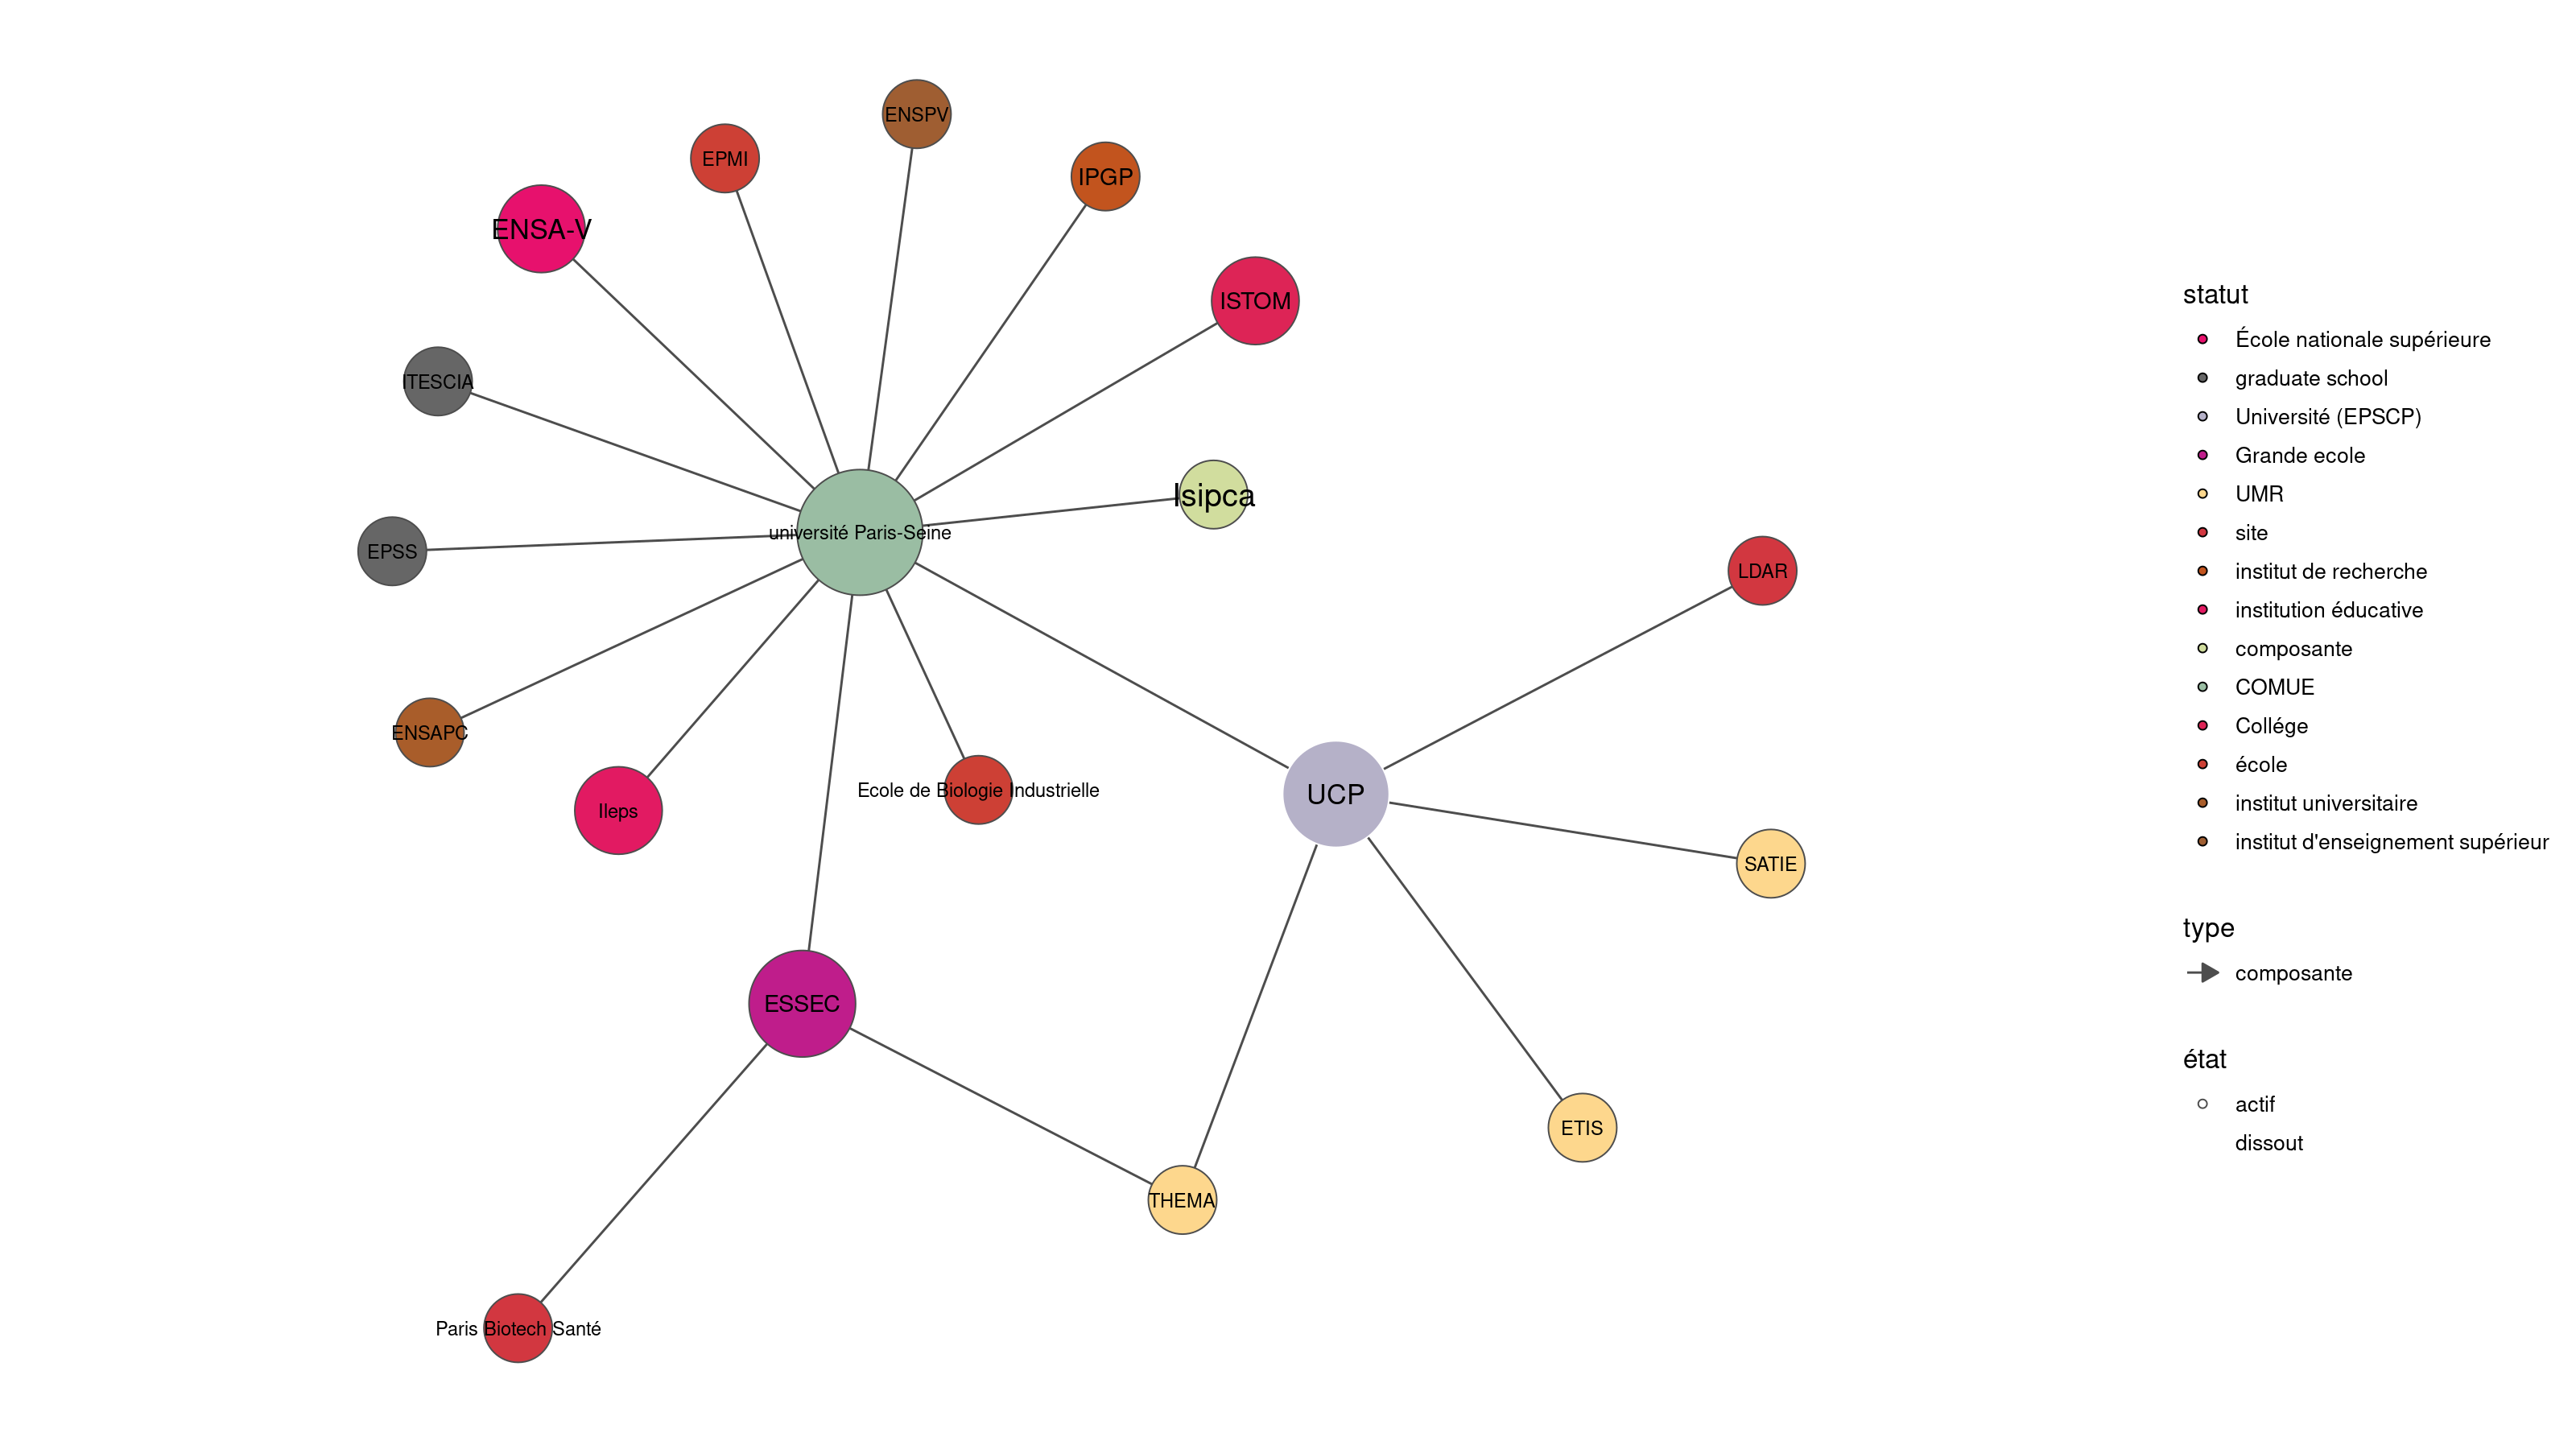 ENSPV
EPMI
IPGP
ENSA-V
ISTOM
ITESCIA
Isipca
université Paris-Seine
EPSS
LDAR
ENSAPC
Ecole de Biologie Industrielle
UCP
Ileps
SATIE
ESSEC
ETIS
THEMA
Paris Biotech Santé
statut
École nationale supérieure
graduate school
Université (EPSCP)
Grande ecole
UMR
site
institut de recherche
institution éducative
composante
COMUE
Collége
école
institut universitaire
institut d'enseignement supérieur
type
composante
état
actif
dissout